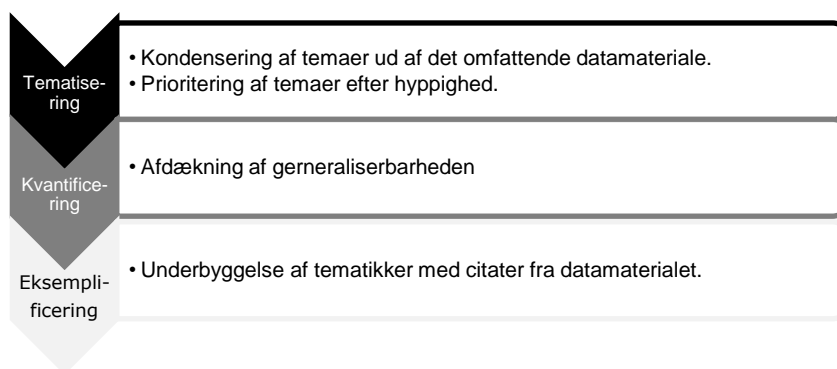 Tematise-
ring
• Kondensering af temaer ud af det omfattende datamateriale.
• Prioritering af temaer efter hyppighed.
Kvantifice-
ring
• Afdækning af gerneraliserbarheden
Eksempli-
ficering
• Underbyggelse af tematikker med citater fra datamaterialet.